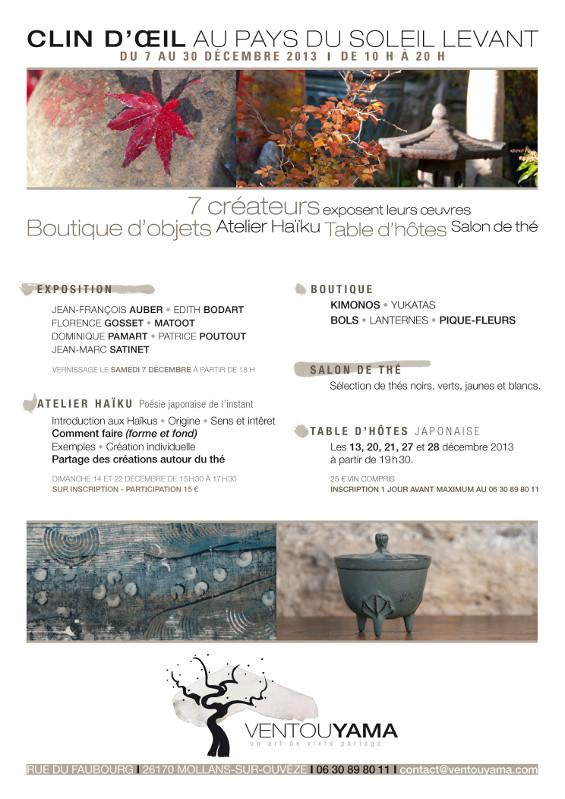 CLIN D'ŒIL AU PAYS DU SOLEIL LEVANT
DU 7 AU 30 DÉCEMBRE 2013 I DE 10 H À 20 H
7 créateurs exposent leurs œuvres
Boutique d'objets Atelier Haïku Table d'hôtes Salon de thé
EXPOSITION
JEAN-FRANÇOIS AUBER • EDITH BODART
FLORENCE GOSSET • MATOOT
DOMINIQUE PAMART • PATRICE POUTOUT
JEAN-MARC SATINET
VERNISSAGE LE SAMEDI 7 DÉCEMBRE À PARTIR DE 18 H
ATELIER HAÏKU Poésie japonaise de l'instant
Introduction aux Haïkus • Origine • Sens et intêret
Comment faire (forme et fond)
Exemples • Création individuelle
Partage des créations autour du thé
DIMANCHE 14 ET 22 DÉCEMBRE DE 15H30 À 17H30
SUR INSCRIPTION - PARTICIPATION 15 €
BOUTIQUE
KIMONOS • YUKATAS
BOLS • LANTERNES • PIQUE-FLEURS
SALON DE THÉ
Sélection de thés noirs, verts, jaunes et blancs.
TABLE D'HÔTES JAPONAISE
Les 13, 20, 21, 27 et 28 décembre 2013
à partir de 19h30.
25 € VIN COMPRIS
INSCRIPTION 1 JOUR AVANT MAXIMUM AU 06 30 89 80 11
VENTOUYAMA
un art de vivre partagé
RUE DU FAUBOURG I 26170 MOLLANS-SUR-OUVÈZE I 06 30 89 80 11 I contact@ventouyama.com